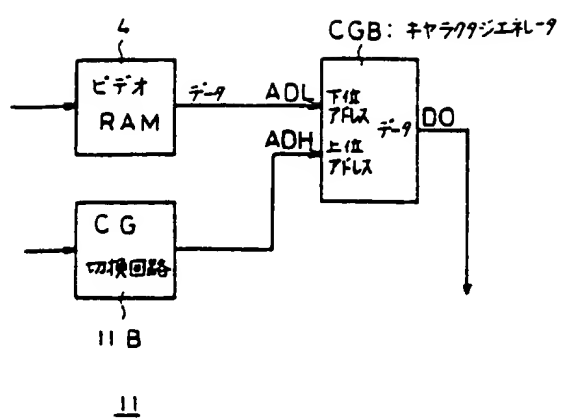 4
CGB: キャラクタジエネレータ
ビデオ
RAM
データ
ADL
下位
アドレス
データ
DO
ADH
上位
アドレス
CG
切換回路
11B
11